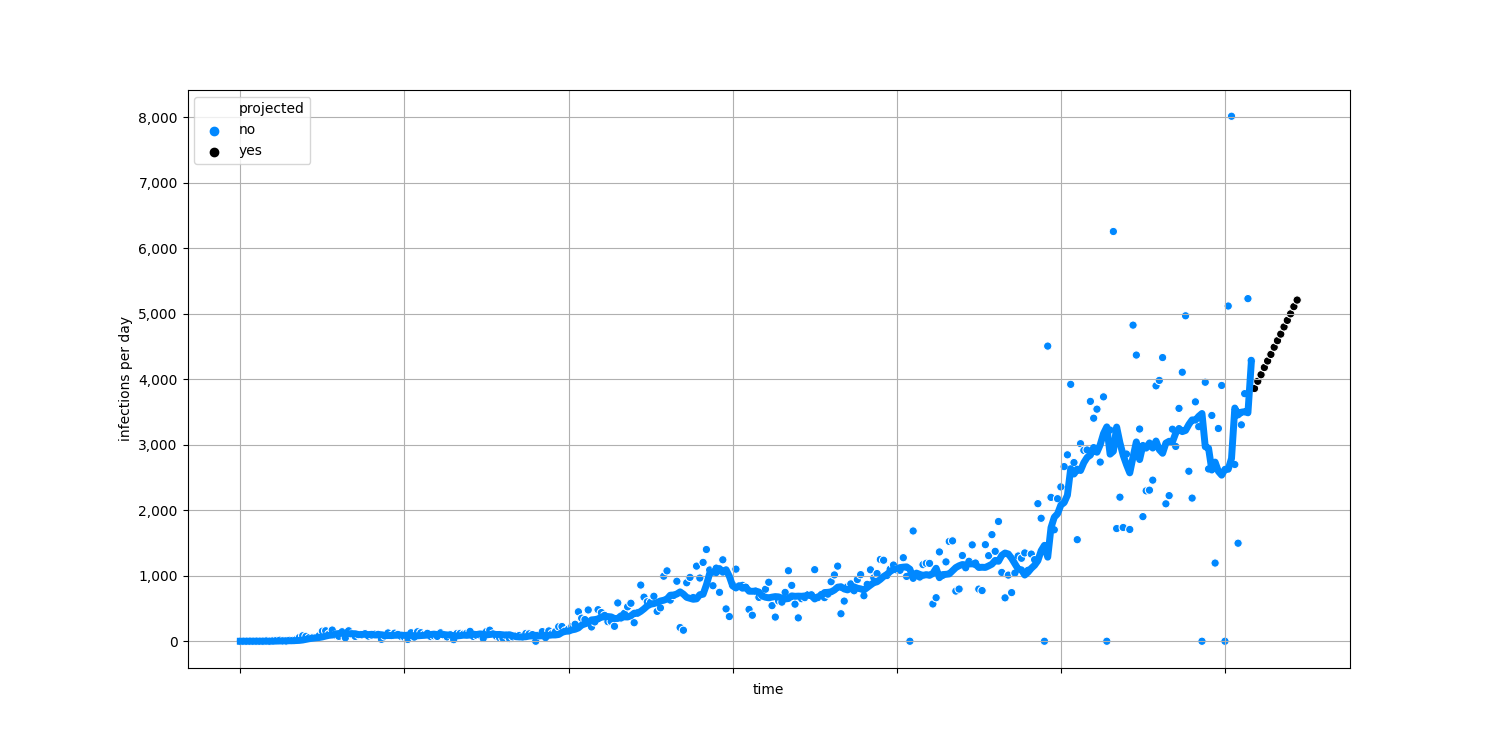 projected
no
yes
8,000
7,000
6,000
5,000
4,000
3,000
2,000
1,000
0
infections per day
time